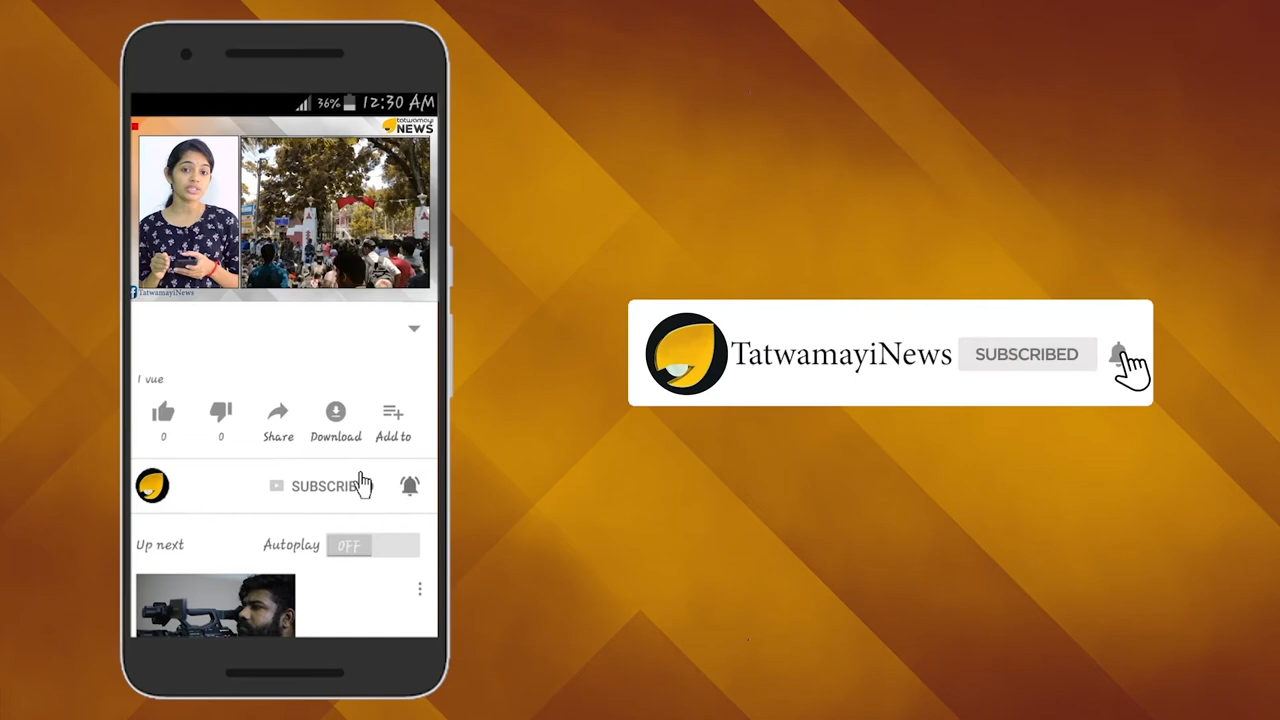 36% 12:30 AM
tatwamayi
NEWS
TatwamayiNews
1 vue
0 0 Share Download Add to
SUBSCRIB
Up next Autoplay OFF
TatwamayiNews SUBSCRIBED